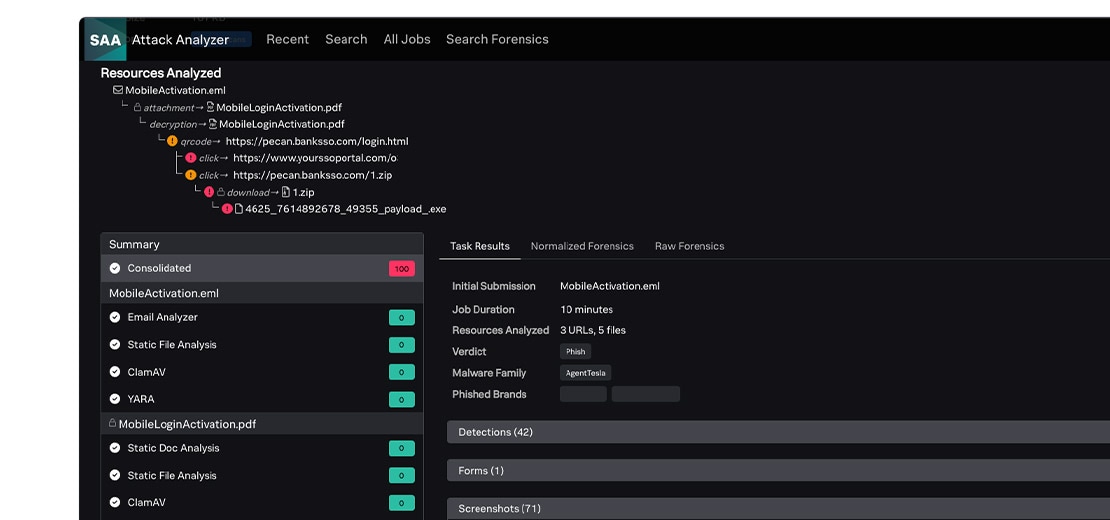 SAA Attack Analyzer Recent Search All Jobs Search Forensics
Resources Analyzed
MobileActivation.eml
attachment→ MobileLoginActivation.pdf
decryption→ MobileLoginActivation.pdf
qrcode→ https://pecan.banksso.com/login.html
click→ https://www.yourssoportal.com/o
click→ https://pecan.banksso.com/1.zip
download→ 1.zip
4625_7614892678_49355_payload_.exe
Summary
Consolidated 100
MobileActivation.eml
Email Analyzer 0
Static File Analysis 0
ClamAV 0
YARA 0
MobileLoginActivation.pdf
Static Doc Analysis 0
Static File Analysis 0
ClamAV 0
Task Results Normalized Forensics Raw Forensics
Initial Submission MobileActivation.eml
Job Duration 10 minutes
Resources Analyzed 3 URLs, 5 files
Verdict Phish
Malware Family AgentTesla
Phished Brands
Detections (42)
Forms (1)
Screenshots (71)